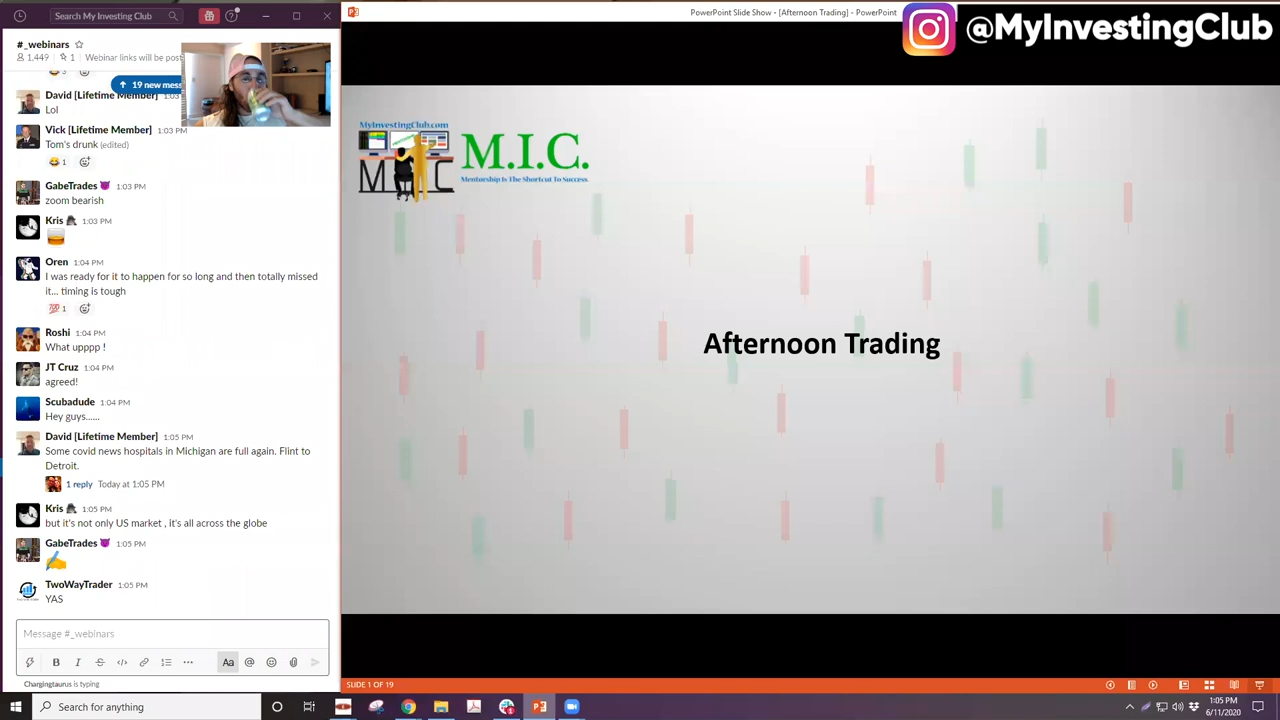 Search My Investing Club
#_webinars
1,449 1 Webinar links will be post
19 new mess
David [Lifetime Member] 1:03
Lol
Vick [Lifetime Member] 1:03 PM
Tom's drunk (edited)
1
GabeTrades 1:03 PM
zoom bearish
Kris 1:03 PM
Oren 1:04 PM
I was ready for it to happen for so long and then totally missed
it... timing is tough
1
Roshi 1:04 PM
What upppp !
JT Cruz 1:04 PM
agreed!
Scubadude 1:04 PM
Hey guys......
David [Lifetime Member] 1:05 PM
Some covid news hospitals in Michigan are full again. Flint to
Detroit.
1 reply Today at 1:05 PM
Kris 1:05 PM
but it's not only US market , it's all across the globe
GabeTrades 1:05 PM
TwoWayTrader 1:05 PM
YAS
Message #_webinars
B I S Aa @
Chargingtaurus is typing
PowerPoint Slide Show - [Afternoon Trading] - PowerPoint
@MyInvestingClub
MyInvestingClub.com
MIC
M.I.C.
Mentorship Is The Shortcut To Success
Afternoon Trading
SLIDE 1 OF 19
Search for anything
1:05 PM
6/11/2020